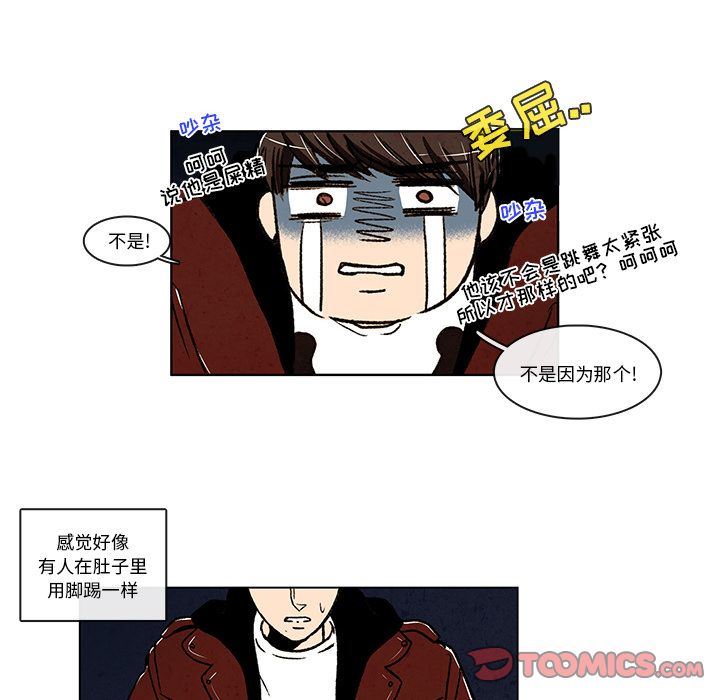 委屈..
吵杂
呵呵
说他是屎精
不是!
吵杂
他该不会是跳舞太紧张
所以才那样的吧? 呵呵呵
不是因为那个!
感觉好像
有人在肚子里
用脚踢一样
TOOMICS.COM